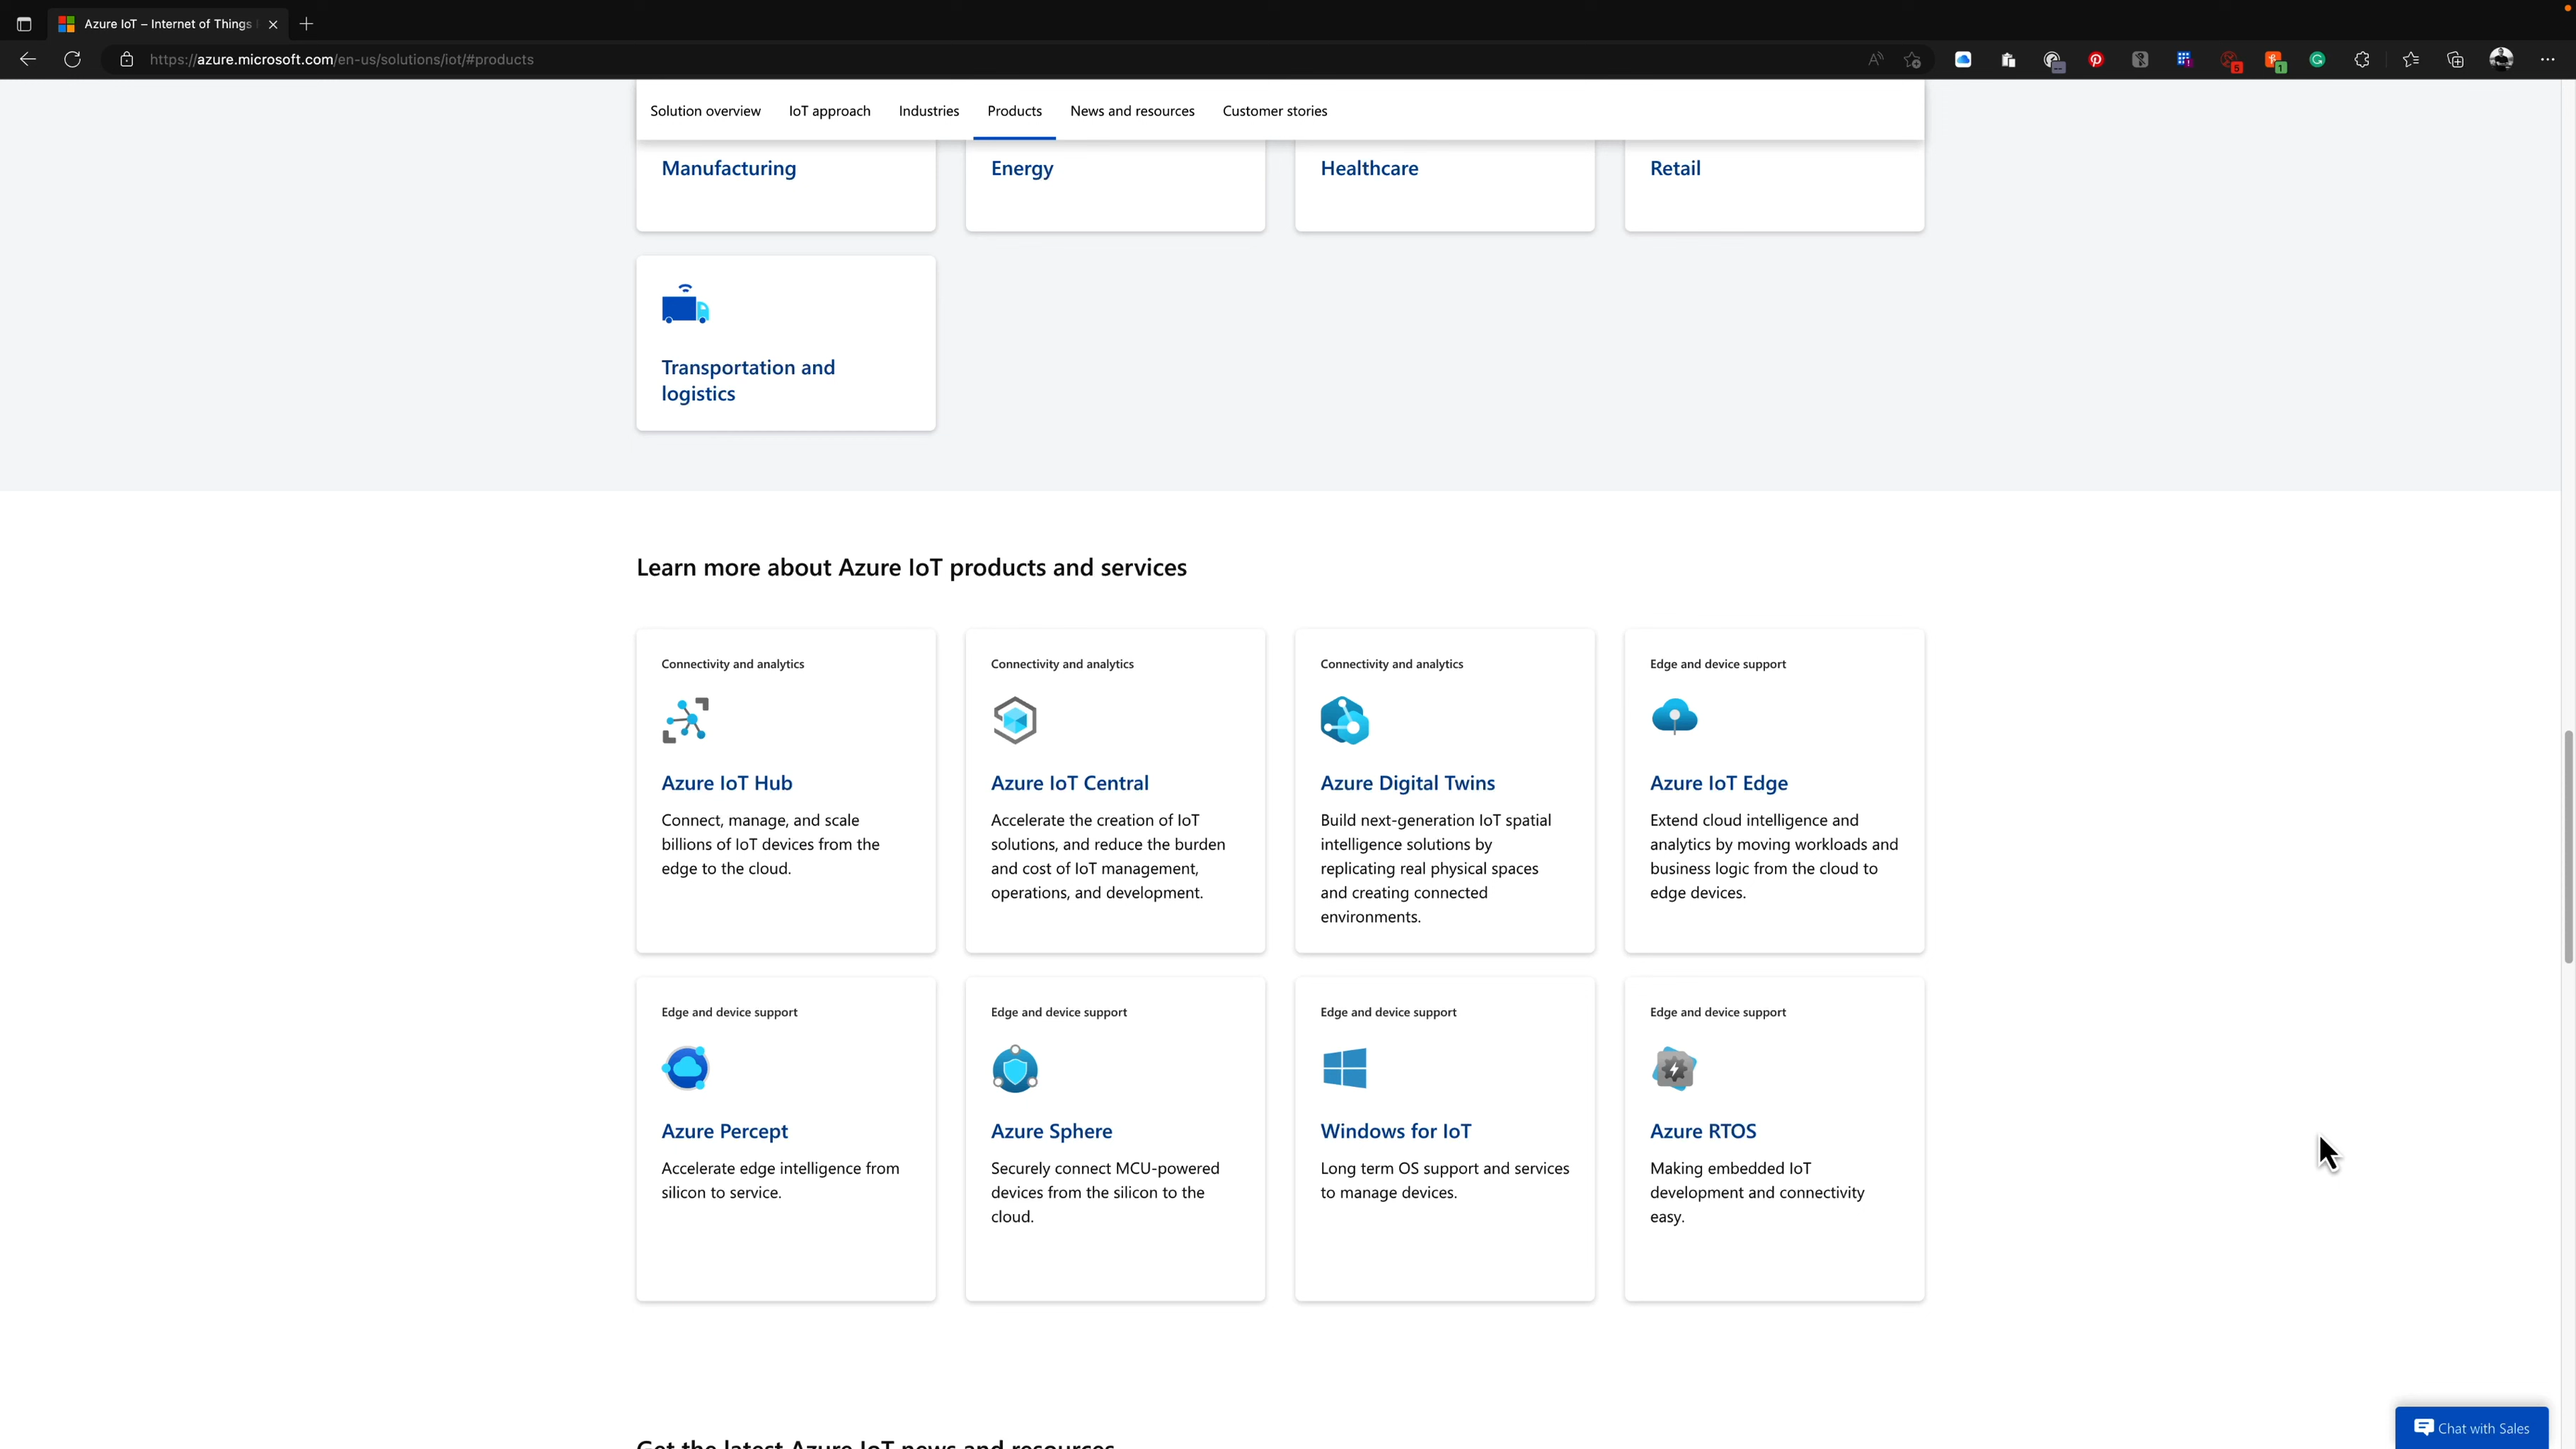 Azure IoT – Internet of Things
https://azure.microsoft.com/en-us/solutions/iot/#products
5
1
Solution overview
IoT approach
Industries
Products
News and resources
Customer stories
Manufacturing
Energy
Healthcare
Retail
Transportation and
logistics
Learn more about Azure IoT products and services
Connectivity and analytics
Azure IoT Hub
Connect, manage, and scale
billions of IoT devices from the
edge to the cloud.
Connectivity and analytics
Azure IoT Central
Accelerate the creation of IoT
solutions, and reduce the burden
and cost of IoT management,
operations, and development.
Connectivity and analytics
Azure Digital Twins
Build next-generation IoT spatial
intelligence solutions by
replicating real physical spaces
and creating connected
environments.
Edge and device support
Azure IoT Edge
Extend cloud intelligence and
analytics by moving workloads and
business logic from the cloud to
edge devices.
Edge and device support
Azure Percept
Accelerate edge intelligence from
silicon to service.
Edge and device support
Azure Sphere
Securely connect MCU-powered
devices from the silicon to the
cloud.
Edge and device support
Windows for IoT
Long term OS support and services
to manage devices.
Edge and device support
Azure RTOS
Making embedded IoT
development and connectivity
easy.
Get the latest Azure IoT news and resources
Chat with Sales